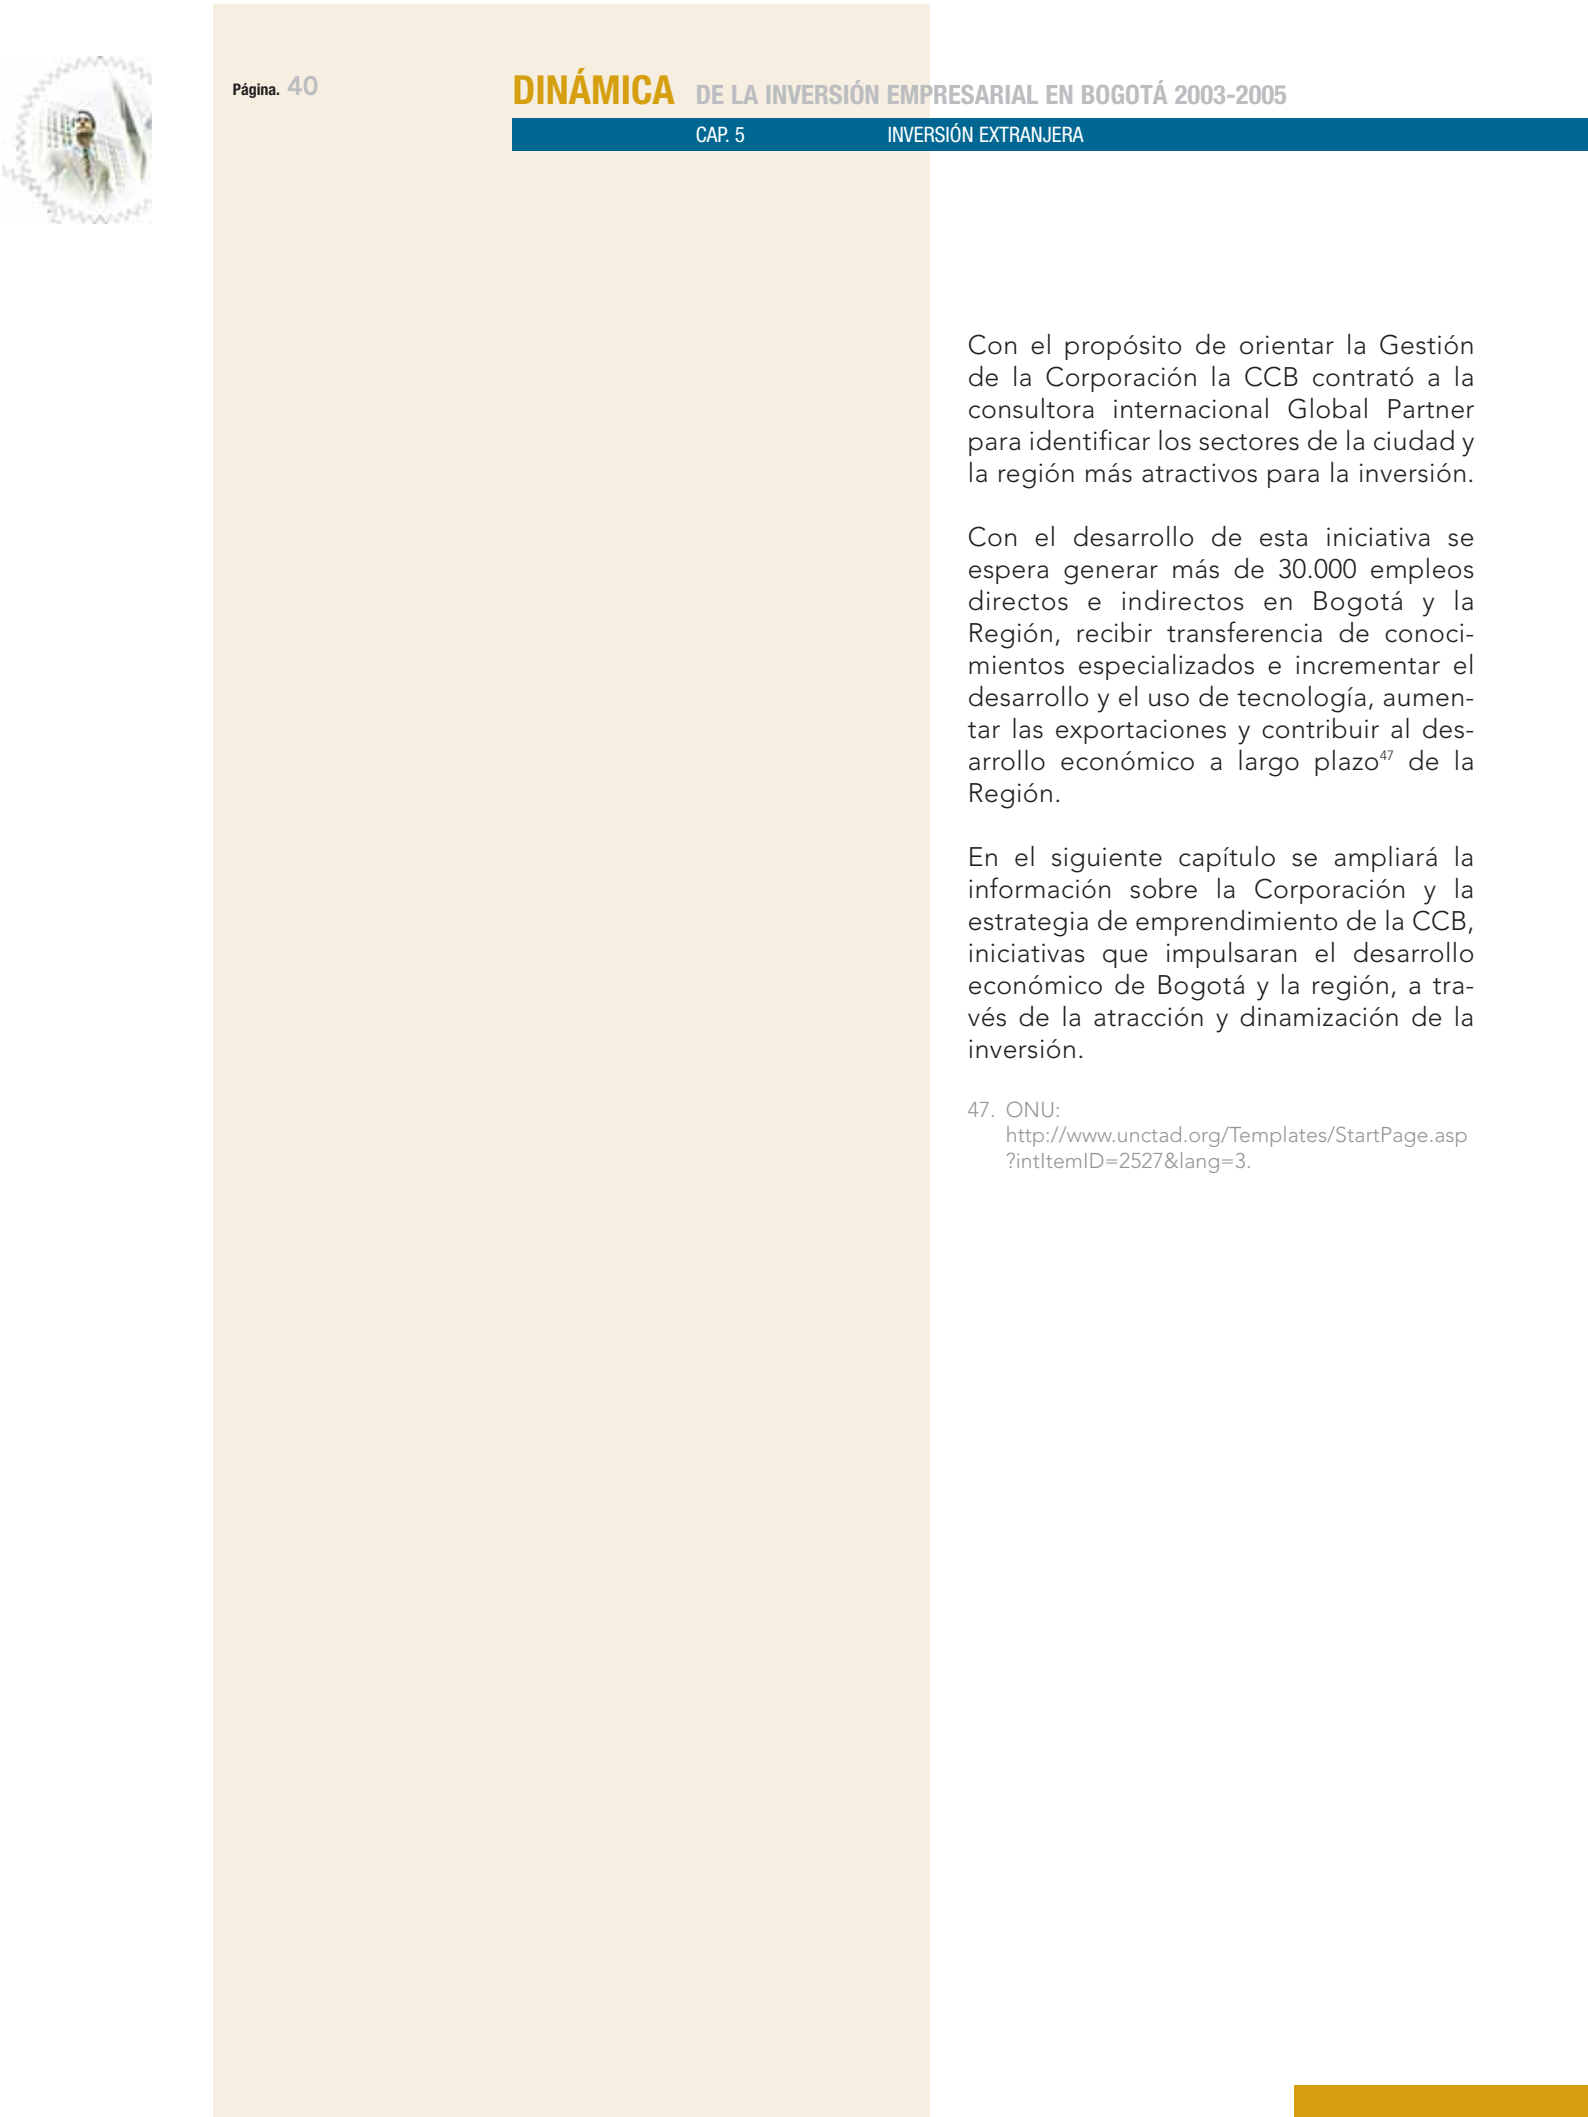 Página. 40
DINÁMICA DE LA INVERSIÓN EMPRESARIAL EN BOGOTÁ 2003-2005
CAP. 5 INVERSIÓN EXTRANJERA
Con el propósito de orientar la Gestión
de la Corporación la CCB contrató a la
consultora internacional Global Partner
para identificar los sectores de la ciudad y
la región más atractivos para la inversión.
Con el desarrollo de esta iniciativa se
espera generar más de 30.000 empleos
directos e indirectos en Bogotá y la
Región, recibir transferencia de conoci-
mientos especializados e incrementar el
desarrollo y el uso de tecnología, aumen-
tar las exportaciones y contribuir al des-
arrollo económico a largo plazo47 de la
Región.
En el siguiente capítulo se ampliará la
información sobre la Corporación y la
estrategia de emprendimiento de la CCB,
iniciativas que impulsaran el desarrollo
económico de Bogotá y la región, a tra-
vés de la atracción y dinamización de la
inversión.
47. ONU:
http://www.unctad.org/Templates/StartPage.asp
?intItemID=2527&lang=3.